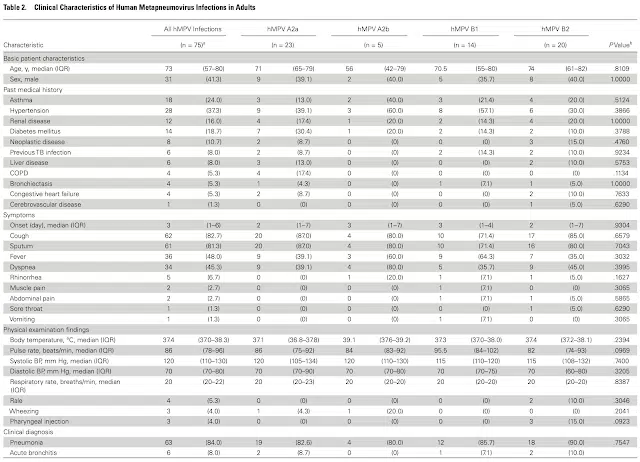 Table 2. Clinical Characteristics of Human Metapneumovirus Infections in Adults
All hMPV Infections hMPV A2a hMPV A2b hMPV B1 hMPV B2
Characteristic (n = 75)a (n = 23) (n = 5) (n = 14) (n = 20) P Valueb
Basic patient characteristics
Age, y, median (IQR) 73 (57–80) 71 (65–79) 56 (42–79) 70.5 (55–80) 74 (61–82) .8109
Sex, male 31 (41.3) 9 (39.1) 2 (40.0) 5 (35.7) 8 (40.0) 1.0000
Past medical history
Asthma 18 (24.0) 3 (13.0) 2 (40.0) 3 (21.4) 4 (20.0) .5124
Hypertension 28 (37.3) 9 (39.1) 3 (60.0) 8 (57.1) 6 (30.0) .3866
Renal disease 12 (16.0) 4 (17.4) 1 (20.0) 2 (14.3) 4 (20.0) 1.0000
Diabetes mellitus 14 (18.7) 7 (30.4) 1 (20.0) 2 (14.3) 2 (10.0) .3788
Neoplastic disease 8 (10.7) 2 (8.7) 0 (0) 0 (0) 3 (15.0) .4760
Previous TB infection 6 (8.0) 2 (8.7) 0 (0) 2 (14.3) 2 (10.0) .9234
Liver disease 6 (8.0) 3 (13.0) 0 (0) 0 (0) 2 (10.0) .5753
COPD 4 (5.3) 4 (17.4) 0 (0) 0 (0) 0 (0) .1134
Bronchiectasis 4 (5.3) 1 (4.3) 0 (0) 1 (7.1) 1 (5.0) 1.0000
Congestive heart failure 4 (5.3) 2 (8.7) 0 (0) 0 (0) 2 (10.0) .7633
Cerebrovascular disease 1 (1.3) 0 (0) 0 (0) 0 (0) 1 (5.0) .6290
Symptoms
Onset (day), median (IQR) 3 (1–6) 2 (1–7) 3 (1–7) 3 (1–4) 2 (1–7) .9304
Cough 62 (82.7) 20 (87.0) 4 (80.0) 10 (71.4) 17 (85.0) .6579
Sputum 61 (81.3) 20 (87.0) 4 (80.0) 10 (71.4) 16 (80.0) .7043
Fever 36 (48.0) 9 (39.1) 3 (60.0) 9 (64.3) 7 (35.0) .3032
Dyspnea 34 (45.3) 9 (39.1) 4 (80.0) 5 (35.7) 9 (45.0) .3995
Rhinorrhea 5 (6.7) 0 (0) 1 (20.0) 1 (7.1) 1 (5.0) .1627
Muscle pain 2 (2.7) 0 (0) 0 (0) 1 (7.1) 0 (0) .3065
Abdominal pain 2 (2.7) 0 (0) 0 (0) 1 (7.1) 1 (5.0) .5865
Sore throat 1 (1.3) 0 (0) 0 (0) 0 (0) 1 (5.0) .6290
Vomiting 1 (1.3) 0 (0) 0 (0) 1 (7.1) 0 (0) .3065
Physical examination findings
Body temperature, °C, median (IQR) 37.4 (37.0–38.3) 37.1 (36.8–37.8) 39.1 (37.6–39.2) 37.3 (37.0–38.0) 37.4 (37.2–38.1) .2394
Pulse rate, beats/min, median (IQR) 86 (78–96) 86 (75–92) 84 (83–92) 95.5 (84–102) 82 (74–93) .0969
Systolic BP, mm Hg, median (IQR) 120 (110–130) 120 (105–134) 120 (110–130) 115 (110–120) 115 (108–132) .7400
Diastolic BP, mm Hg, median (IQR) 70 (70–80) 70 (70–90) 70 (70–80) 70 (70–75) 70 (60–80) .3205
Respiratory rate, breaths/min, median 20 (20–22) 20 (20–23) 20 (20–20) 20 (20–20) 20 (20–20) .8387
(IQR)
Rale 4 (5.3) 0 (0) 0 (0) 0 (0) 2 (10.0) .3046
Wheezing 3 (4.0) 1 (4.3) 1 (20.0) 0 (0) 0 (0) .2041
Pharyngeal injection 3 (4.0) 0 (0) 0 (0) 0 (0) 3 (15.0) .0923
Clinical diagnosis
Pneumonia 63 (84.0) 19 (82.6) 4 (80.0) 12 (85.7) 18 (90.0) .7547
Acute bronchitis 6 (8.0) 2 (8.7) 0 (0) 1 (7.1) 2 (10.0)